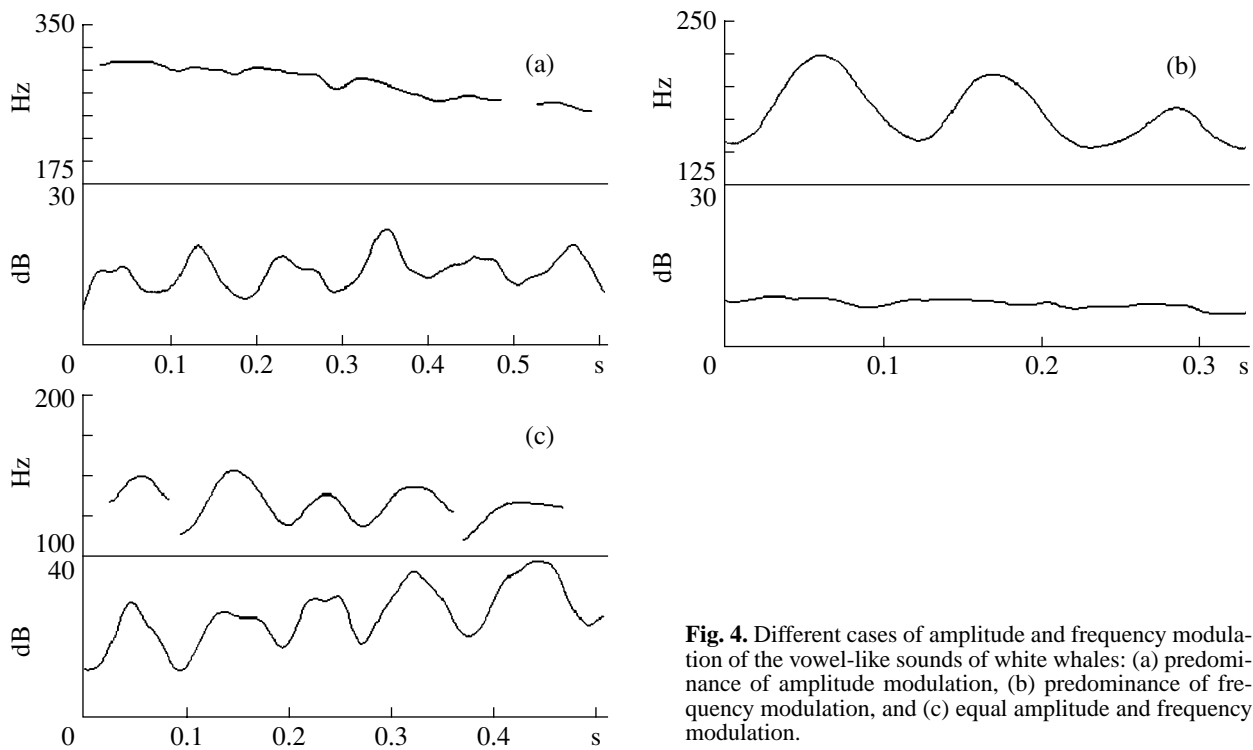 350
(a)
Hz
175
30
dB
0 0.1 0.2 0.3 0.4 0.5 s
250
(b)
Hz
125
30
dB
0 0.1 0.2 0.3 s
200
(c)
Hz
100
40
dB
0 0.1 0.2 0.3 0.4 s
Fig. 4. Different cases of amplitude and frequency modula-
tion of the vowel-like sounds of white whales: (a) predomi-
nance of amplitude modulation, (b) predominance of fre-
quency modulation, and (c) equal amplitude and frequency
modulation.